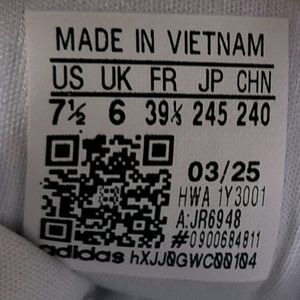 MADE IN VIETNAM
US UK FR JP CHN
7½ 6 39⅓ 245 240
03/25
HWA 1Y3001
A:JR6948
#0900684811
adidas hXJJ0GWC00104